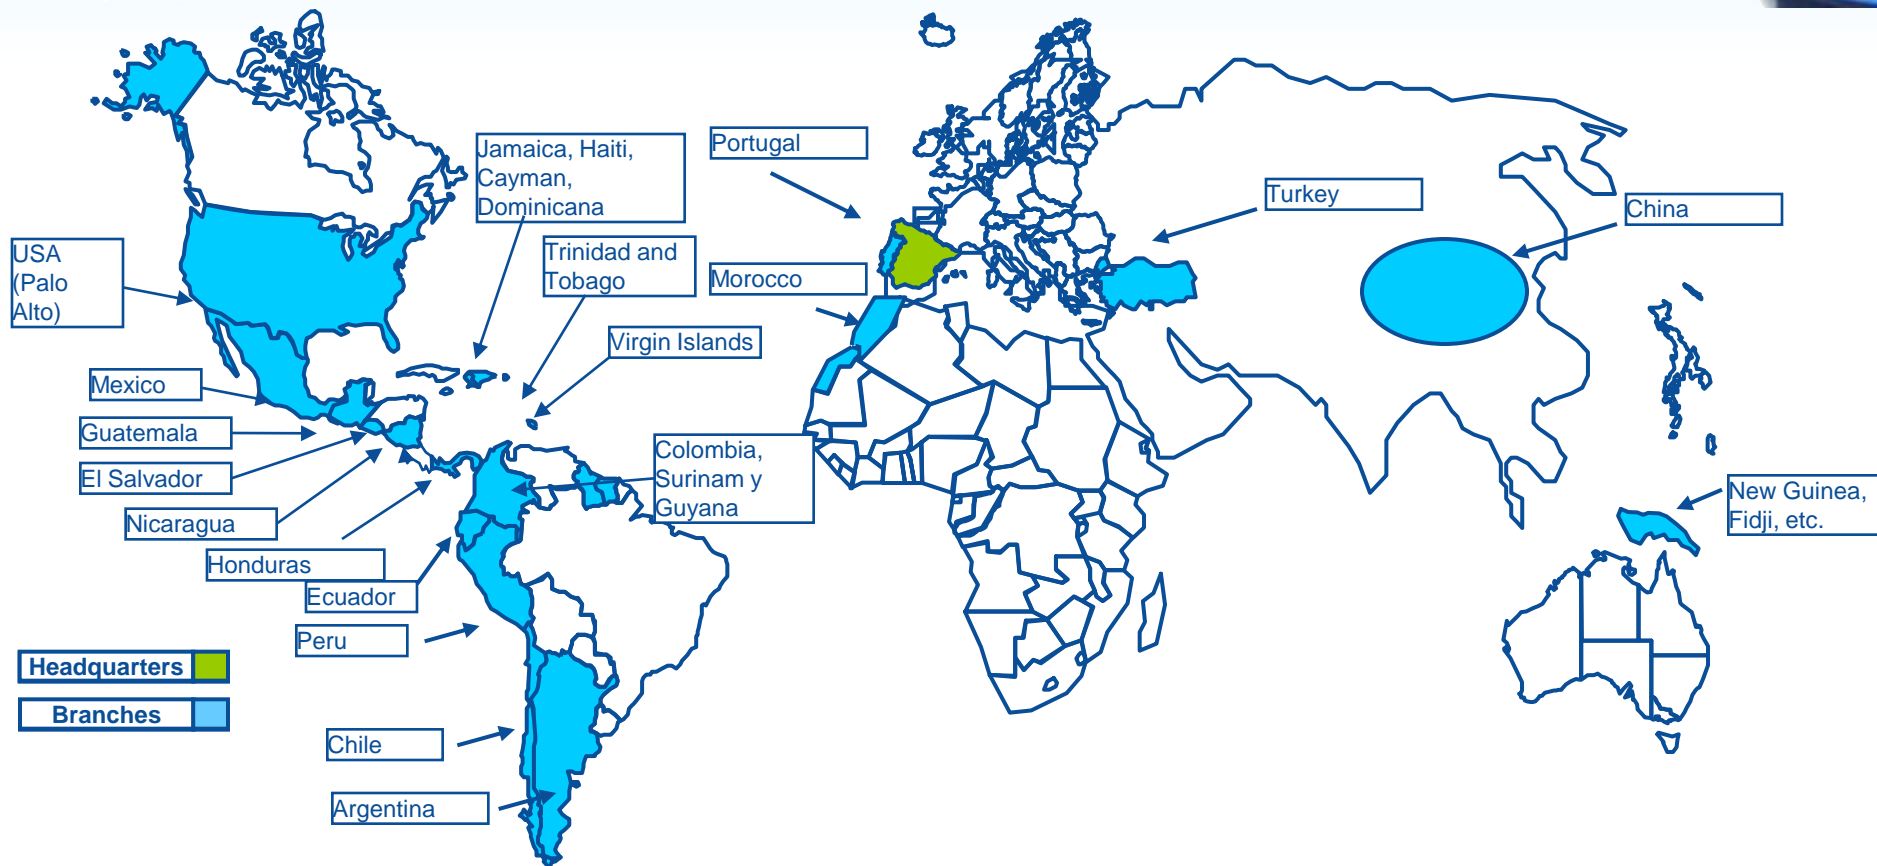 Portugal
Jamaica, Haiti,
Cayman,
Dominicana
Turkey
China
USA
(Palo
Alto)
Trinidad and
Tobago
Morocco
Virgin Islands
Mexico
Guatemala
El Salvador
Colombia,
Surinam y
Guyana
New Guinea,
Fidji, etc.
Nicaragua
Honduras
Ecuador
Peru
Headquarters
Branches
Chile
Argentina